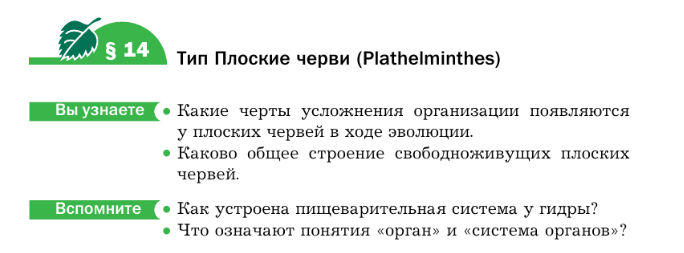 § 14
Тип Плоские черви (Plathelminthes)
Вы узнаете
• Какие черты усложнения организации появляются
у плоских червей в ходе эволюции.
• Каково общее строение свободноживущих плоских
червей.
Вспомните
• Как устроена пищеварительная система у гидры?
• Что означают понятия «орган» и «система органов»?